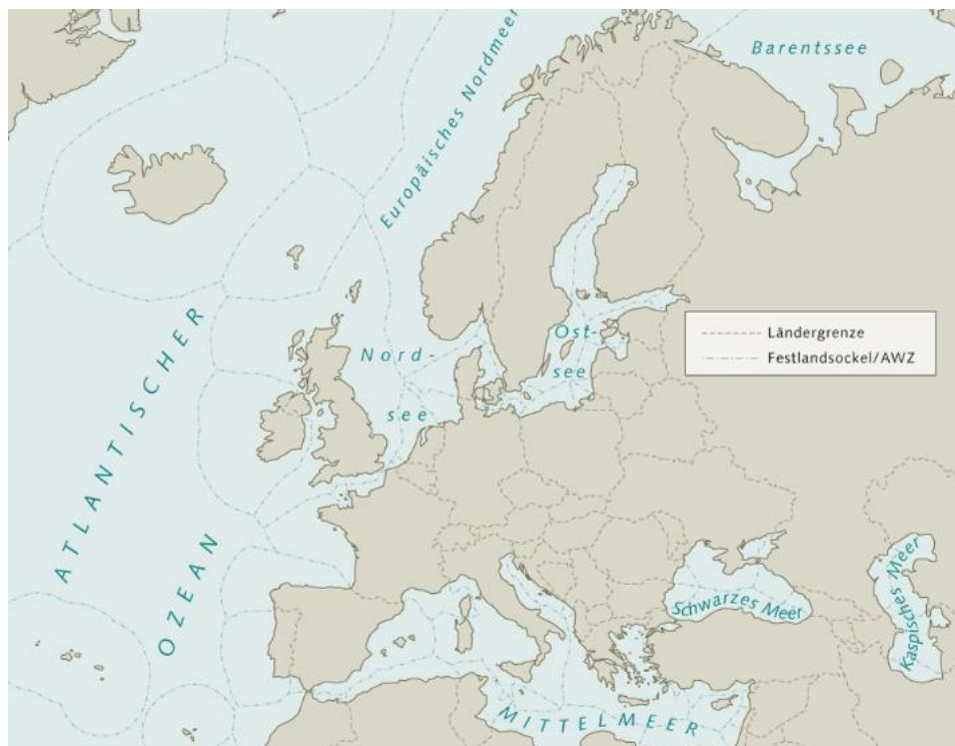 Barentssee
Europäisches Nordmeer
ATLANTISCHER
OZEAN
Nord-
see
Ost-
see
Ländergrenze
Festlandsockel/AWZ
Schwarzes Meer
Kaspisches Meer
MITTELMEER